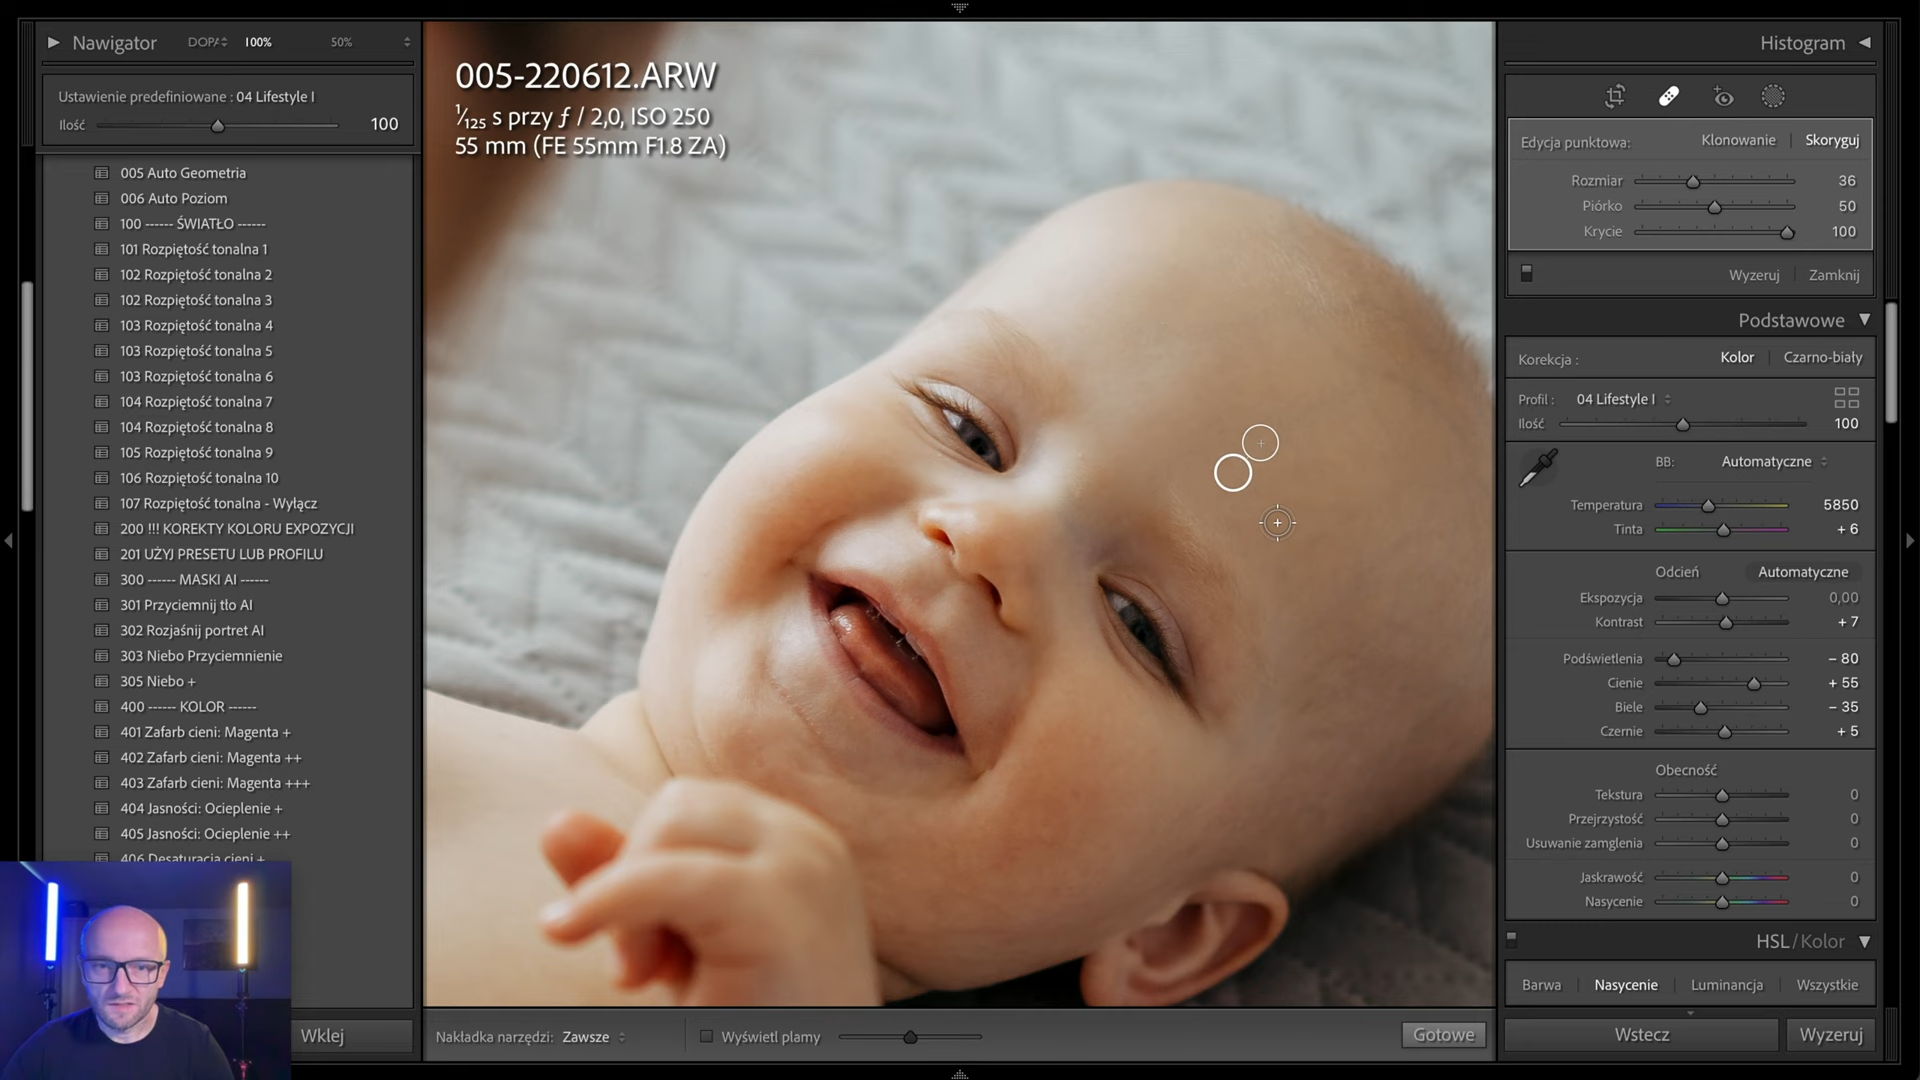 Nawigator DOPA 100% 50%
Ustawienie predefiniowane : 04 Lifestyle I
Ilość 100
005 Auto Geometria
006 Auto Poziom
100 ------ ŚWIATŁO ------
101 Rozpiętość tonalna 1
102 Rozpiętość tonalna 2
102 Rozpiętość tonalna 3
103 Rozpiętość tonalna 4
103 Rozpiętość tonalna 5
103 Rozpiętość tonalna 6
104 Rozpiętość tonalna 7
104 Rozpiętość tonalna 8
105 Rozpiętość tonalna 9
106 Rozpiętość tonalna 10
107 Rozpiętość tonalna - Wyłącz
200 !!! KOREKTY KOLORU EKSPOZYCJI
201 UŻYJ PRESETU LUB PROFILU
300 ------ MASKI AI ------
301 Przyciemnij tło AI
302 Rozjaśnij portret AI
303 Niebo Przyciemnienie
305 Niebo +
400 ------ KOLOR ------
401 Zafarb cieni: Magenta +
402 Zafarb cieni: Magenta ++
403 Zafarb cieni: Magenta +++
404 Jasności: Ocieplenie +
405 Jasności: Ocieplenie ++
406 Desaturacja cieni +
Wklej
005-220612.ARW
1/125 s przy ƒ / 2,0, ISO 250
55 mm (FE 55mm F1.8 ZA)
Nakładka narzędzi: Zawsze
Wyświetl plamy
Gotowe
Histogram
Edycja punktowa: Klonowanie Skoryguj
Rozmiar 36
Piórko 50
Krycie 100
Wyzeruj Zamknij
Podstawowe
Korekcja : Kolor Czarno-biały
Profil : 04 Lifestyle I
Ilość 100
BB: Automatyczne
Temperatura 5850
Tinta + 6
Odcień Automatyczne
Ekspozycja 0,00
Kontrast + 7
Podświetlenia − 80
Cienie + 55
Biele − 35
Czernie + 5
Obecność
Tekstura 0
Przejrzystość 0
Usuwanie zamglenia 0
Jaskrawość 0
Nasycenie 0
HSL / Kolor
Barwa Nasycenie Luminancja Wszystkie
Wstecz Wyzeruj